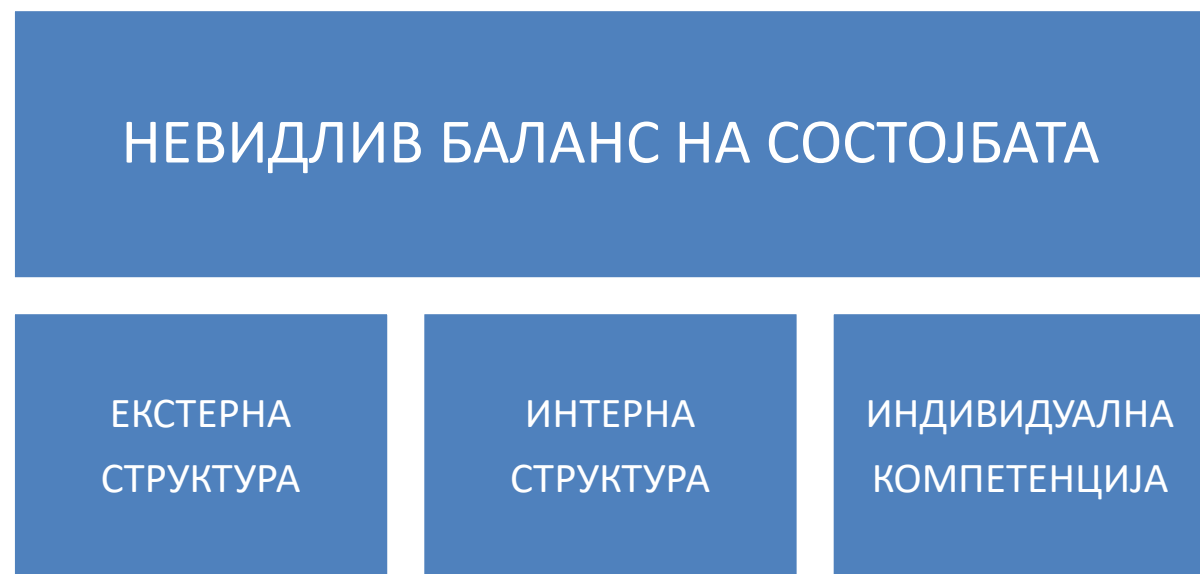 НЕВИДЛИВ БАЛАНС НА СОСТОЈБАТА
ЕКСТЕРНА
СТРУКТУРА
ИНТЕРНА
СТРУКТУРА
ИНДИВИДУАЛНА
КОМПЕТЕНЦИЈА